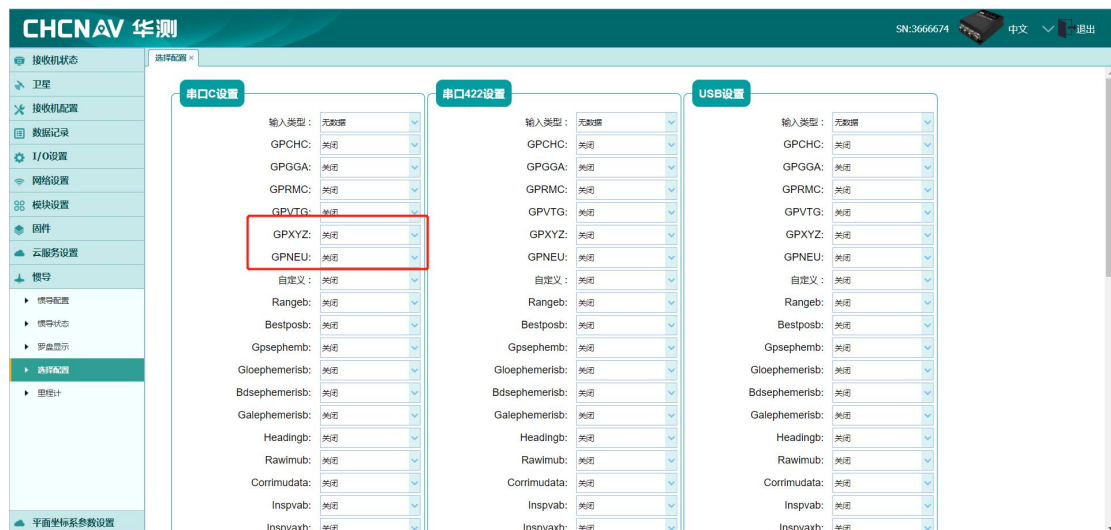 CHCNAV 华测
SN:3666674 中文 退出
接收机状态
卫星
接收机配置
数据记录
I/O设置
网络设置
模块设置
固件
云服务设置
惯导
惯导配置
惯导状态
罗盘显示
选择配置
里程计
平面坐标系参数设置
选择配置 ×
串口C设置
输入类型： 无数据
GPCHC: 关闭
GPGGA: 关闭
GPRMC: 关闭
GPVTG: 关闭
GPXYZ: 关闭
GPNEU: 关闭
自定义： 关闭
Rangeb: 关闭
Bestposb: 关闭
Gpsephemb: 关闭
Gloephemerisb: 关闭
Bdsephemerisb: 关闭
Galephemerisb: 关闭
Headingb: 关闭
Rawimub: 关闭
Corrimudata: 关闭
Inspvab: 关闭
Inspvaxb: 关闭
串口422设置
输入类型： 无数据
GPCHC: 关闭
GPGGA: 关闭
GPRMC: 关闭
GPVTG: 关闭
GPXYZ: 关闭
GPNEU: 关闭
自定义： 关闭
Rangeb: 关闭
Bestposb: 关闭
Gpsephemb: 关闭
Gloephemerisb: 关闭
Bdsephemerisb: 关闭
Galephemerisb: 关闭
Headingb: 关闭
Rawimub: 关闭
Corrimudata: 关闭
Inspvab: 关闭
Inspvaxb: 关闭
USB设置
输入类型： 无数据
GPCHC: 关闭
GPGGA: 关闭
GPRMC: 关闭
GPVTG: 关闭
GPXYZ: 关闭
GPNEU: 关闭
自定义： 关闭
Rangeb: 关闭
Bestposb: 关闭
Gpsephemb: 关闭
Gloephemerisb: 关闭
Bdsephemerisb: 关闭
Galephemerisb: 关闭
Headingb: 关闭
Rawimub: 关闭
Corrimudata: 关闭
Inspvab: 关闭
Inspvaxb: 关闭